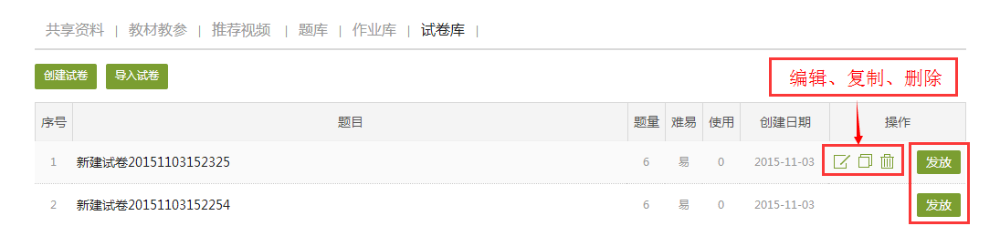 共享资料 | 教材教参 | 推荐视频 | 题库 | 作业库 | 试卷库 |
创建试卷 导入试卷
编辑、复制、删除
序号 题目 题量 难易 使用 创建日期 操作
1 新建试卷20151103152325 6 易 0 2015-11-03 发放
2 新建试卷20151103152254 6 易 0 2015-11-03 发放